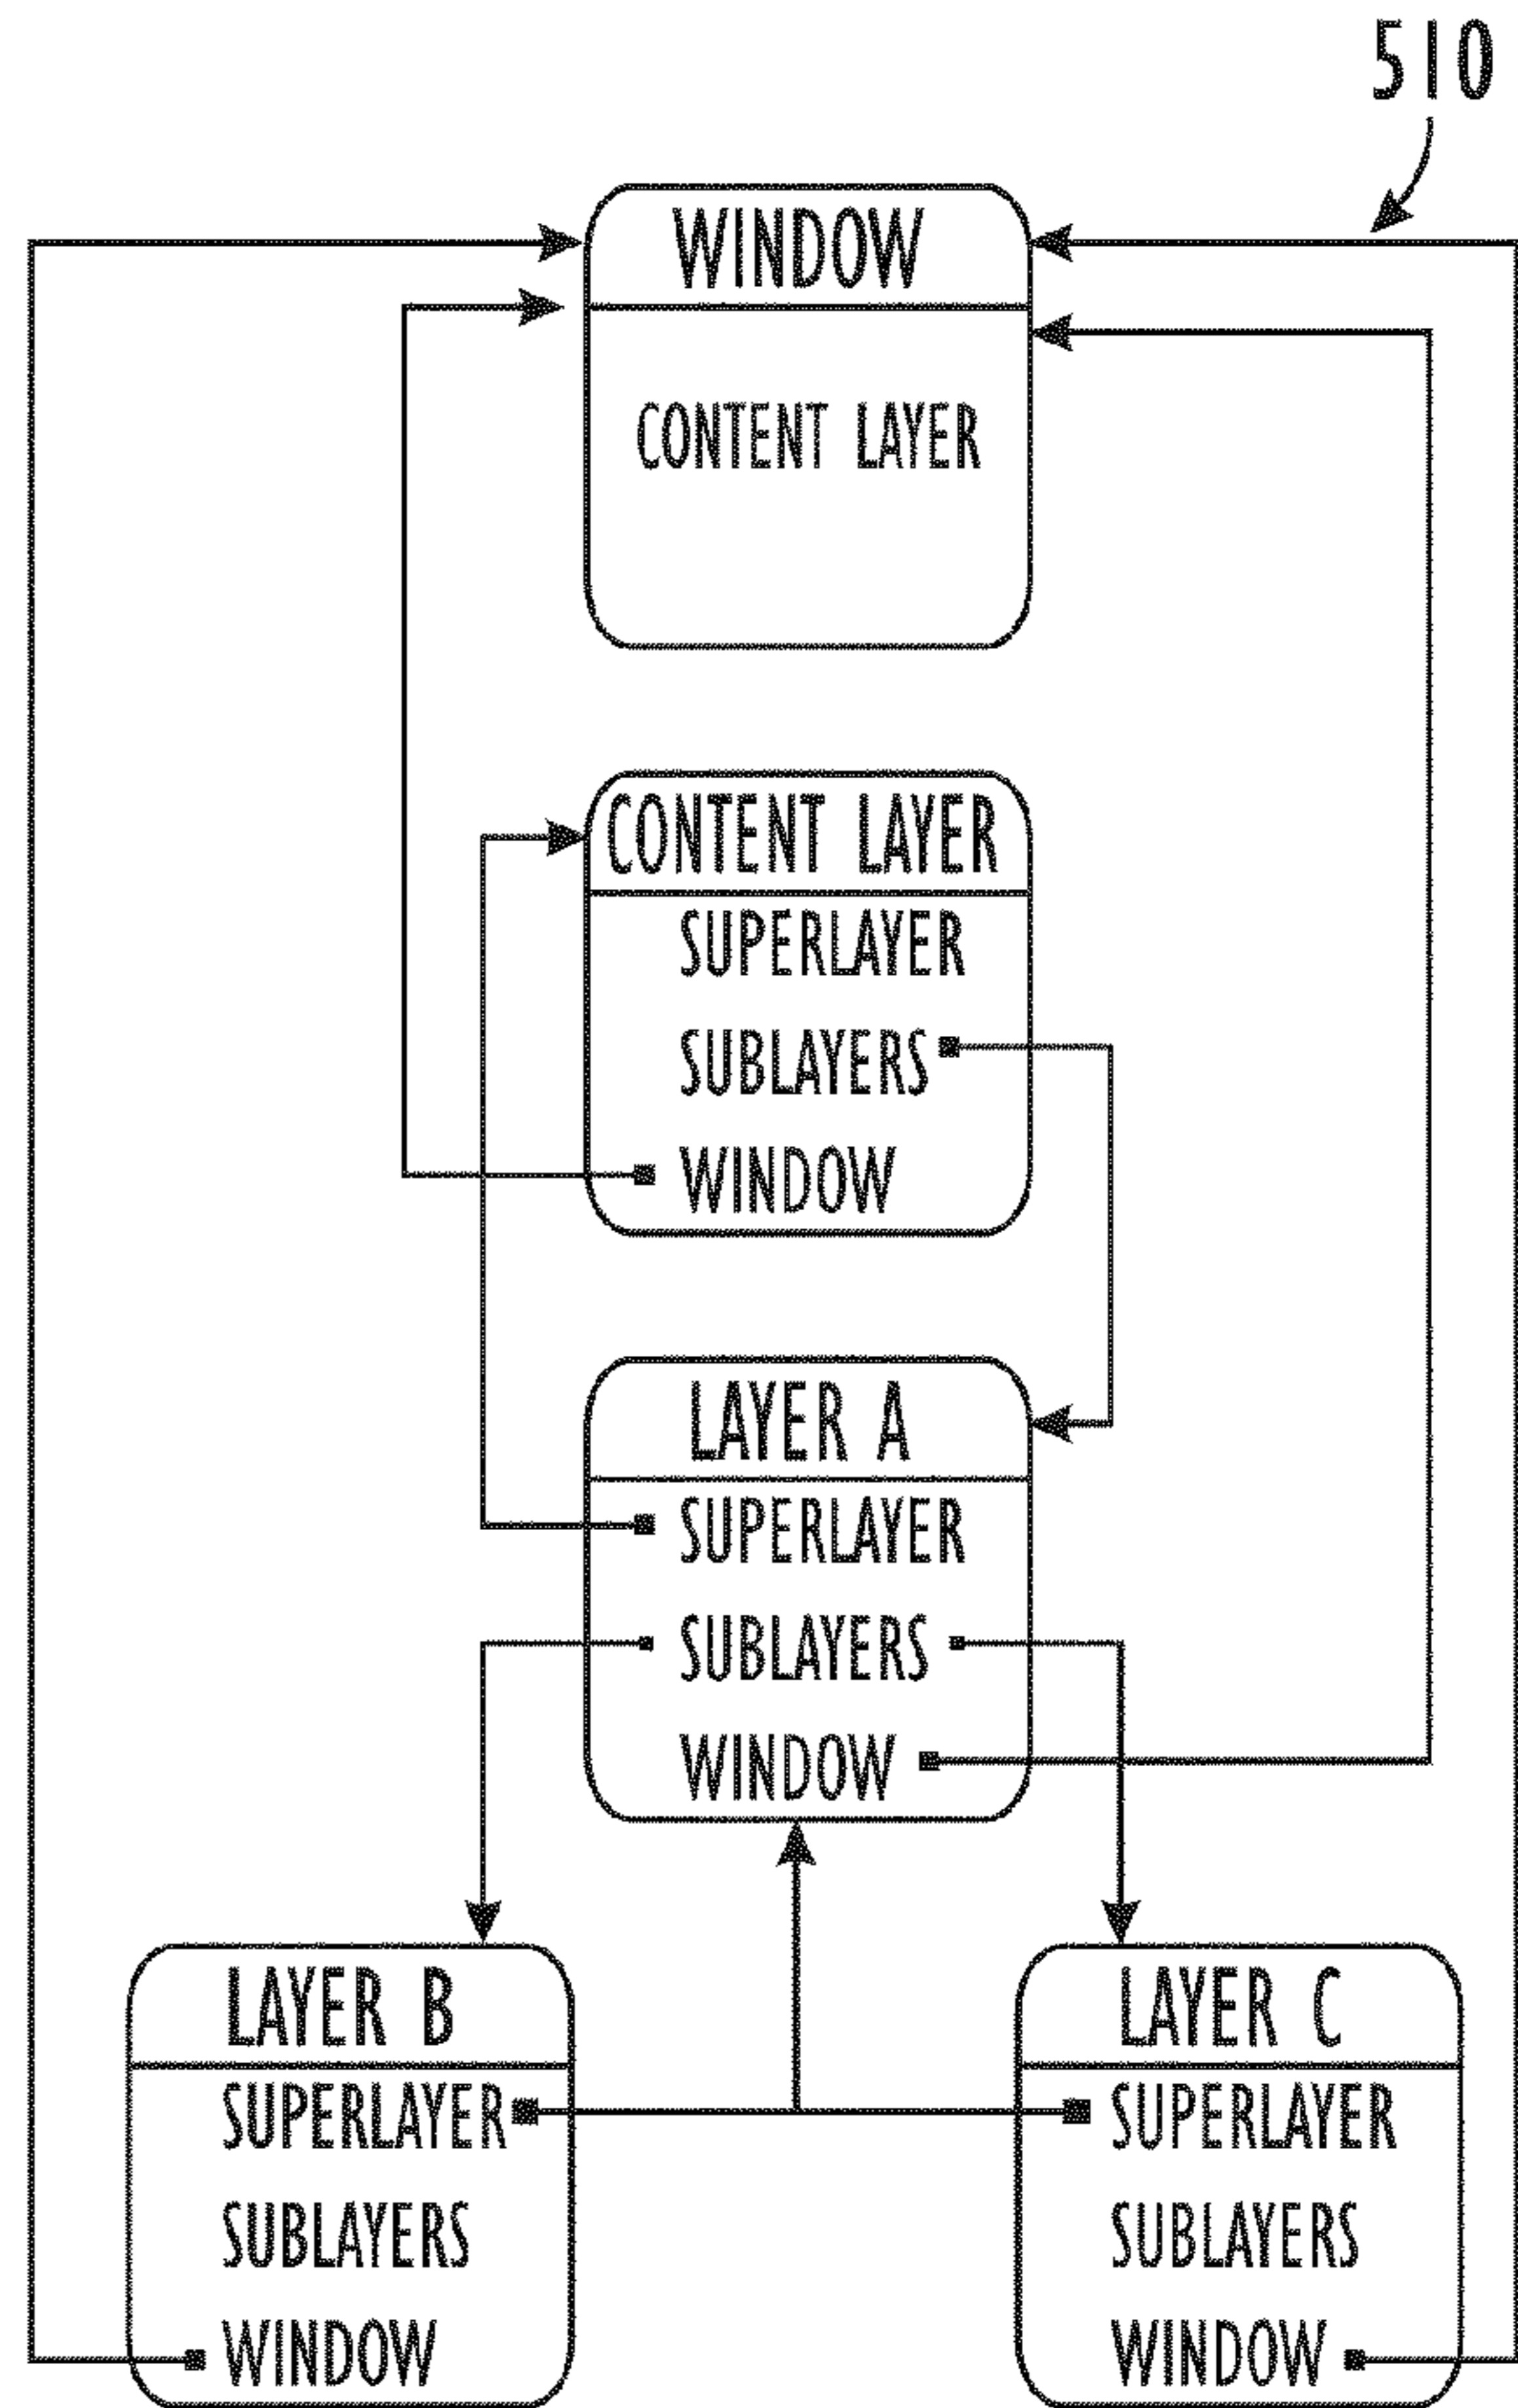 510
WINDOW
CONTENT LAYER
CONTENT LAYER
SUPERLAYER
SUBLAYERS
WINDOW
LAYER A
SUPERLAYER
SUBLAYERS
WINDOW
LAYER B
SUPERLAYER
SUBLAYERS
WINDOW
LAYER C
SUPERLAYER
SUBLAYERS
WINDOW